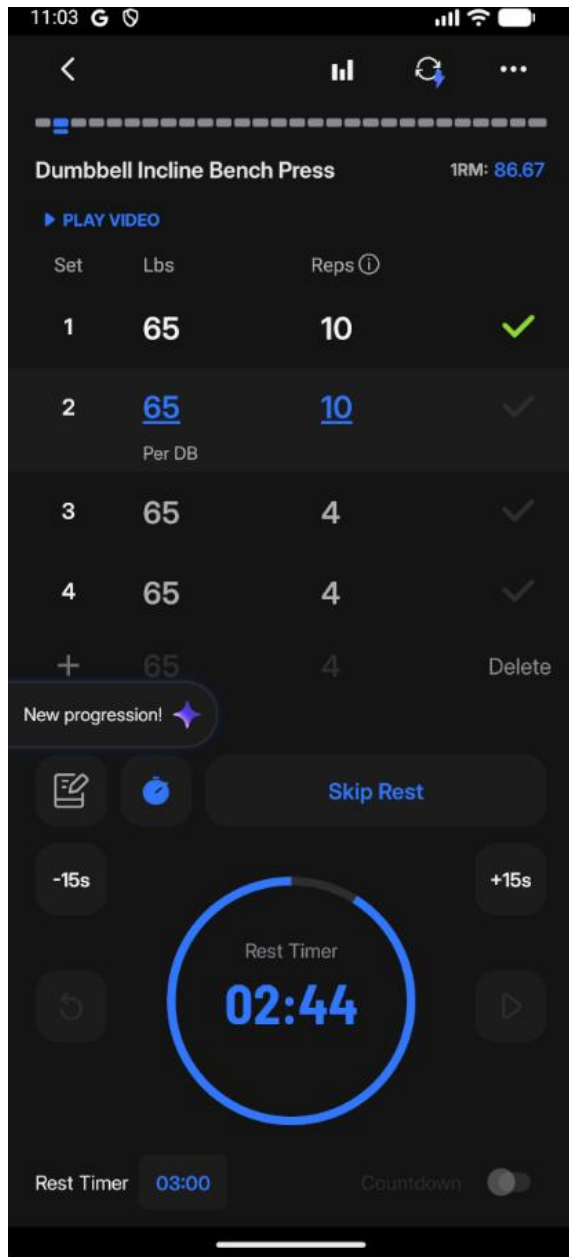 11:03 G
Dumbbell Incline Bench Press 1RM: 86.67
PLAY VIDEO
Set Lbs Reps
1 65 10
2 65 10
Per DB
3 65 4
4 65 4
+ 65 4 Delete
New progression!
Skip Rest
-15s +15s
Rest Timer
02:44
Rest Timer 03:00 Countdown